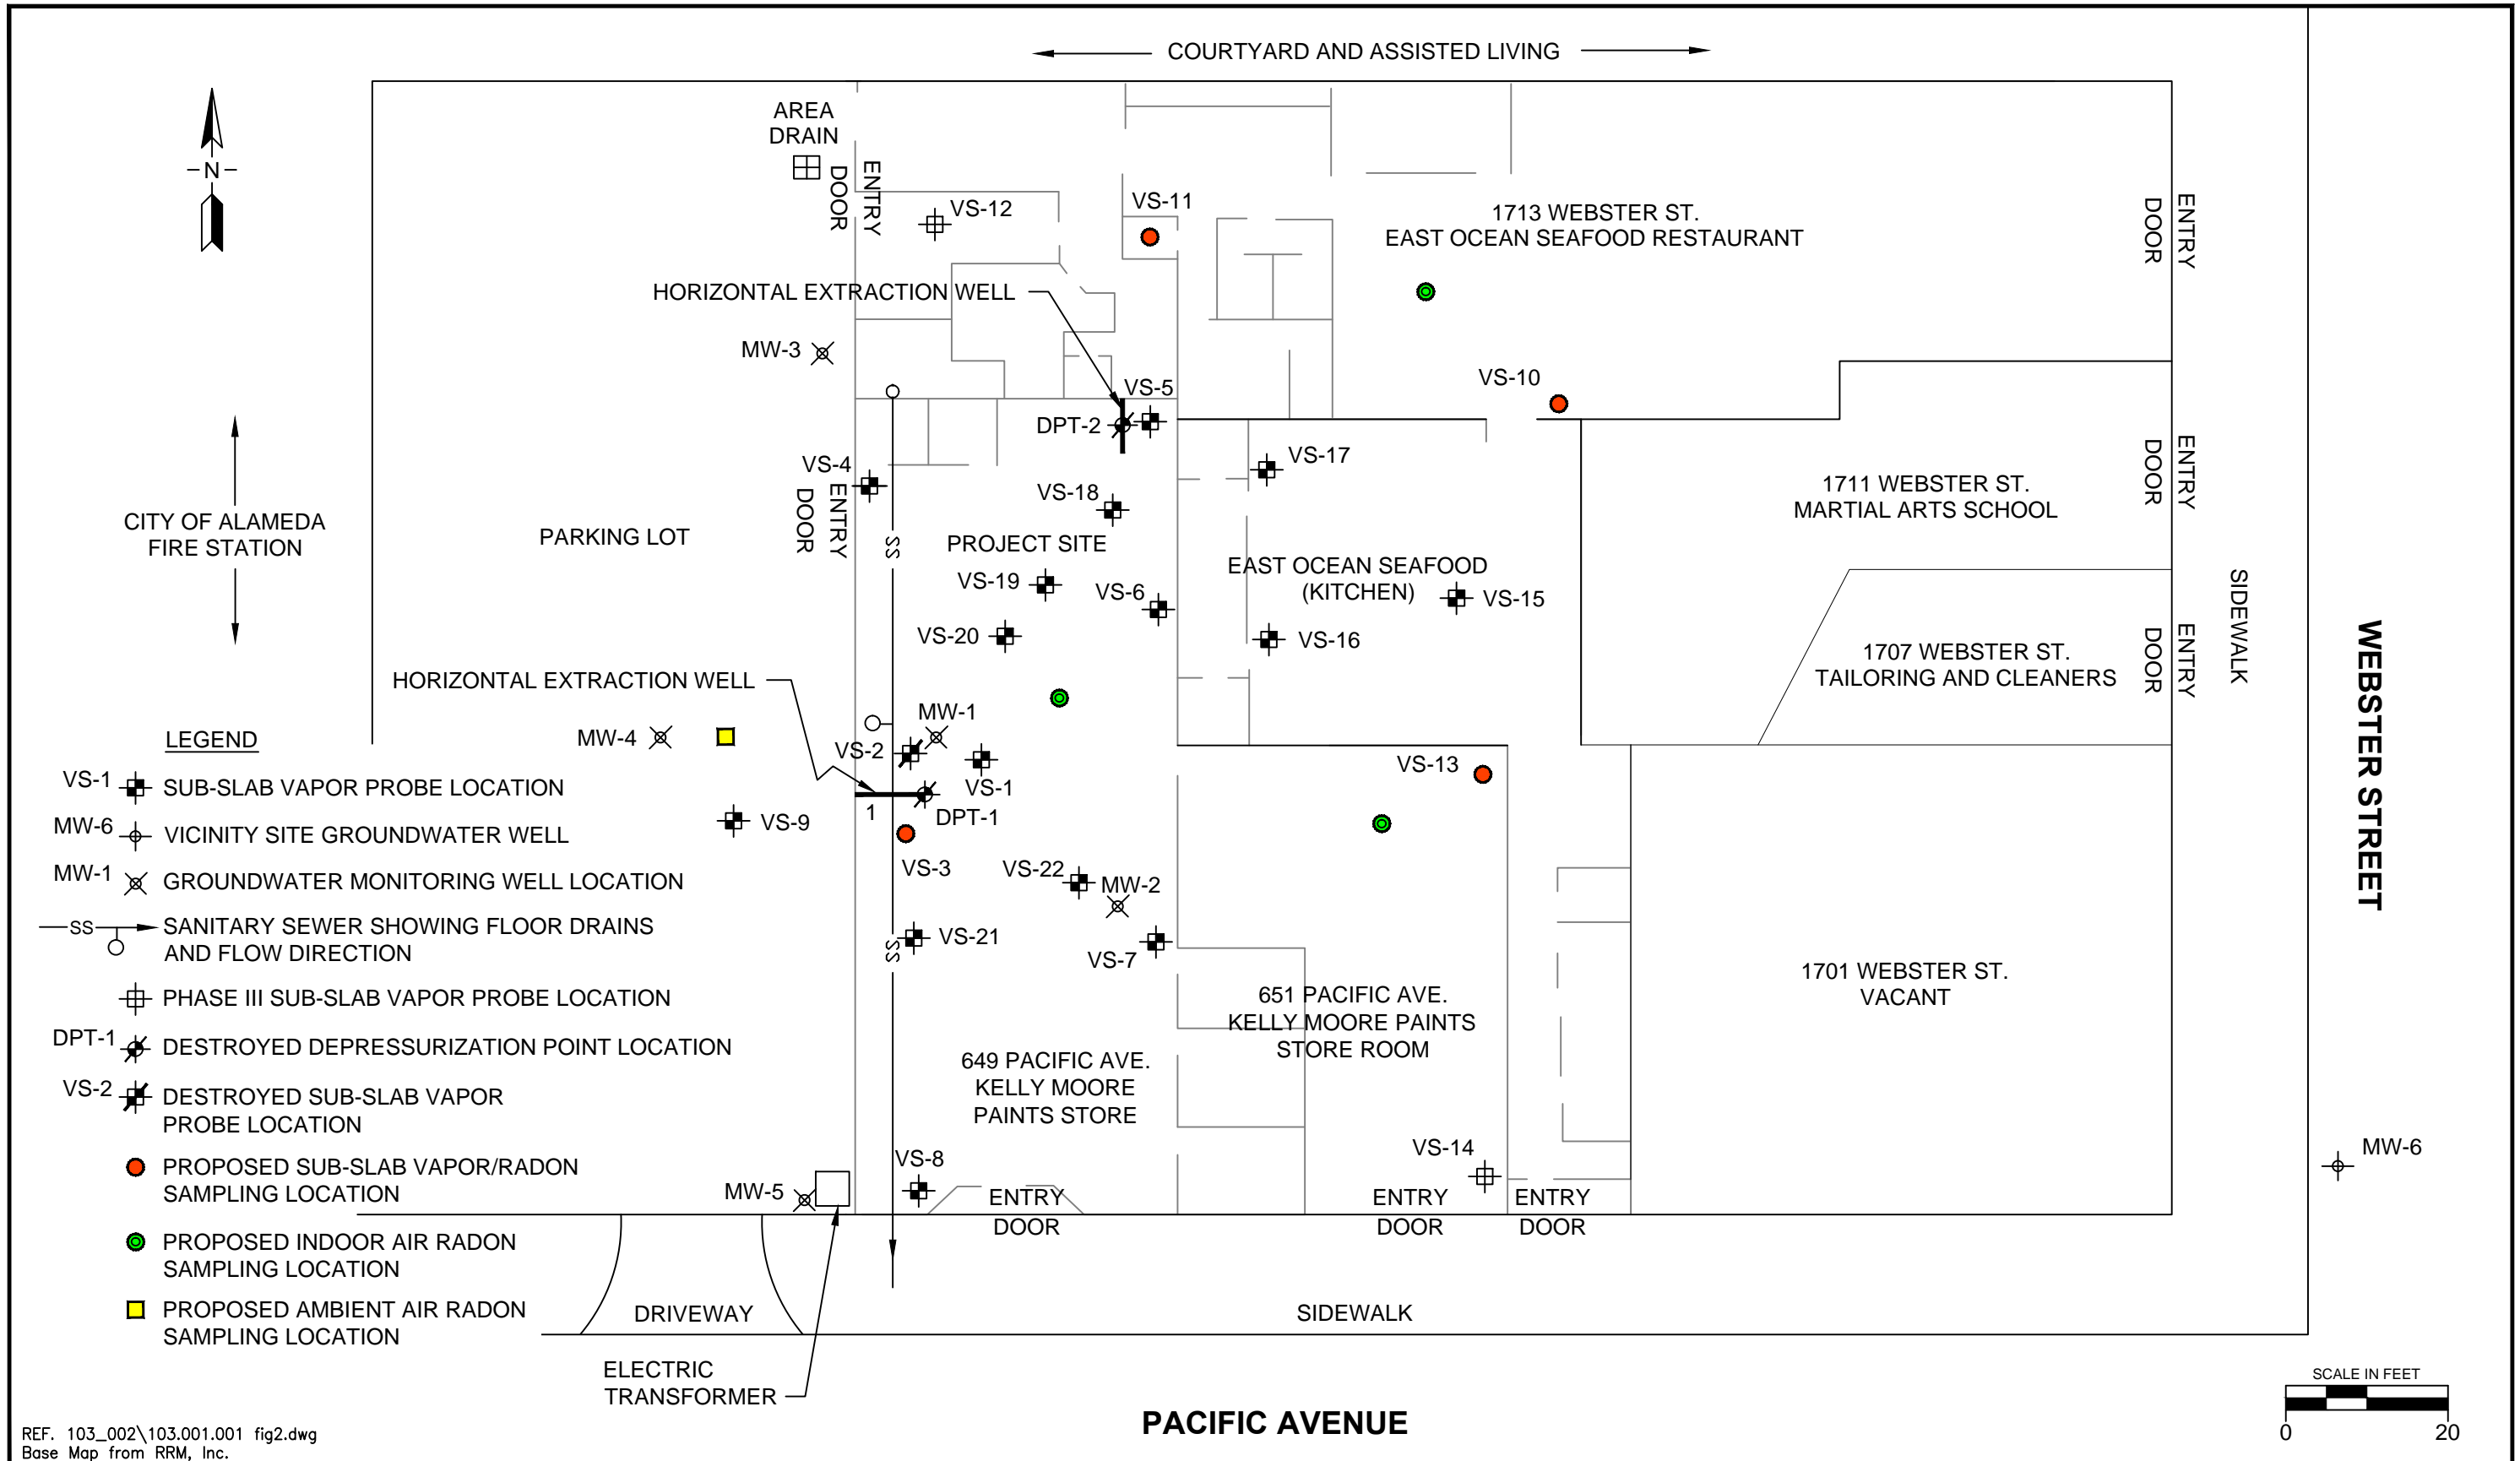 COURTYARD AND ASSISTED LIVING
N
AREA
DRAIN
ENTRY
DOOR
VS-12
VS-11
1713 WEBSTER ST.
EAST OCEAN SEAFOOD RESTAURANT
ENTRY
DOOR
HORIZONTAL EXTRACTION WELL
MW-3
VS-5
VS-10
DPT-2
VS-4
ENTRY
DOOR
VS-17
VS-18
1711 WEBSTER ST.
MARTIAL ARTS SCHOOL
ENTRY
DOOR
CITY OF ALAMEDA
FIRE STATION
PARKING LOT
SS
PROJECT SITE
VS-19
VS-6
EAST OCEAN SEAFOOD
(KITCHEN)
VS-15
VS-20
VS-16
1707 WEBSTER ST.
TAILORING AND CLEANERS
ENTRY
DOOR
SIDEWALK
WEBSTER STREET
HORIZONTAL EXTRACTION WELL
MW-1
MW-4
VS-2
VS-1
VS-13
1
DPT-1
VS-9
VS-3
VS-22
MW-2
SS
VS-21
VS-7
651 PACIFIC AVE.
KELLY MOORE PAINTS
STORE ROOM
1701 WEBSTER ST.
VACANT
649 PACIFIC AVE.
KELLY MOORE
PAINTS STORE
VS-14
MW-6
VS-8
MW-5
ENTRY
DOOR
ENTRY
DOOR
ENTRY
DOOR
DRIVEWAY
SIDEWALK
ELECTRIC
TRANSFORMER
PACIFIC AVENUE
LEGEND
VS-1 SUB-SLAB VAPOR PROBE LOCATION
MW-6 VICINITY SITE GROUNDWATER WELL
MW-1 GROUNDWATER MONITORING WELL LOCATION
SS SANITARY SEWER SHOWING FLOOR DRAINS
AND FLOW DIRECTION
PHASE III SUB-SLAB VAPOR PROBE LOCATION
DPT-1 DESTROYED DEPRESSURIZATION POINT LOCATION
VS-2 DESTROYED SUB-SLAB VAPOR
PROBE LOCATION
PROPOSED SUB-SLAB VAPOR/RADON
SAMPLING LOCATION
PROPOSED INDOOR AIR RADON
SAMPLING LOCATION
PROPOSED AMBIENT AIR RADON
SAMPLING LOCATION
SCALE IN FEET
0 20
REF. 103_002\103.001.001 fig2.dwg
Base Map from RRM, Inc.